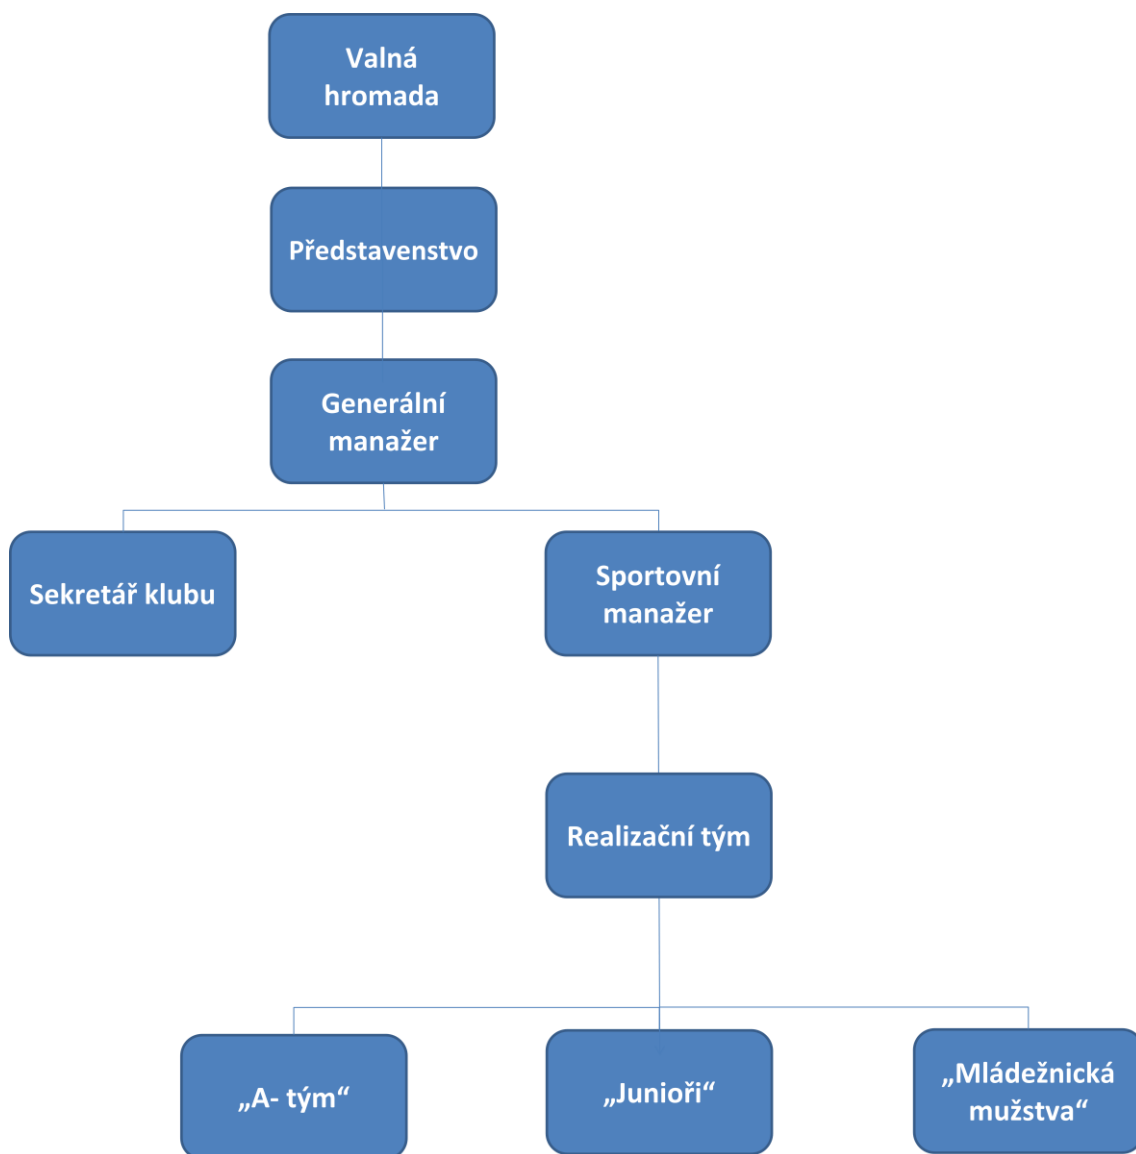 Valná
hromada
Představenstvo
Generální
manažer
Sekretář klubu
Sportovní
manažer
Realizační tým
„A- tým“
„Junioři“
„Mládežnická
mužstva“